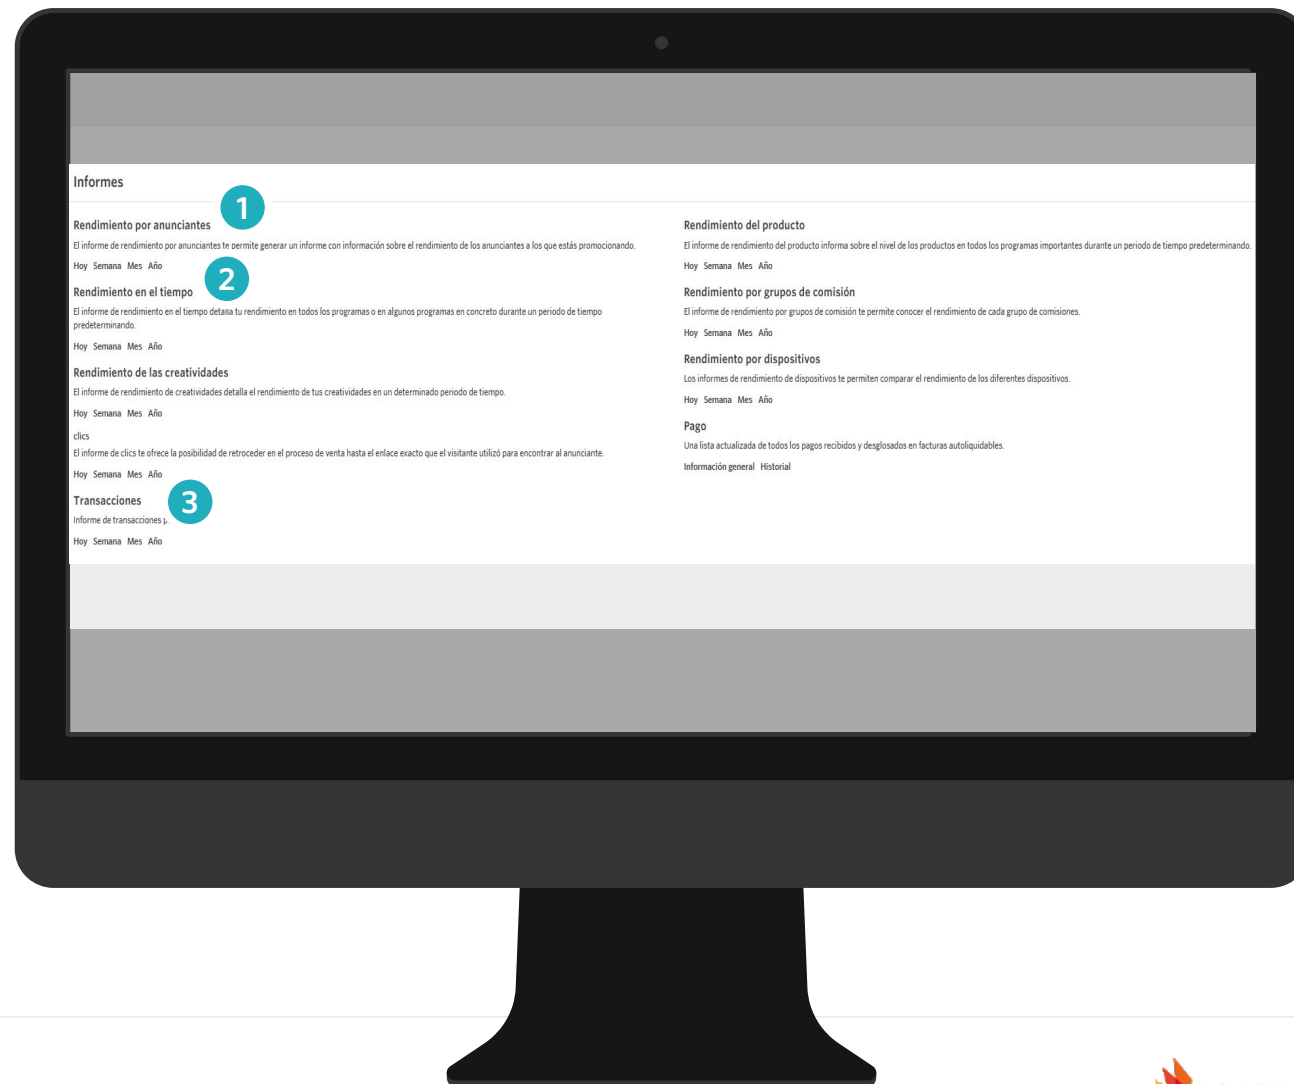 Informes
1
Rendimiento por anunciantes
El informe de rendimiento por anunciantes te permite generar un informe con información sobre el rendimiento de los anunciantes a los que estás promocionando.
Hoy Semana Mes Año
2
Rendimiento en el tiempo
El informe de rendimiento en el tiempo detalla tu rendimiento en todos los programas o en algunos programas en concreto durante un periodo de tiempo
predeterminando.
Hoy Semana Mes Año
Rendimiento de las creatividades
El informe de rendimiento de creatividades detalla el rendimiento de tus creatividades en un determinado periodo de tiempo.
Hoy Semana Mes Año
clics
El informe de clics te ofrece la posibilidad de retroceder en el proceso de venta hasta el enlace exacto que el visitante utilizó para encontrar al anunciante.
Hoy Semana Mes Año
Transacciones
3
Informe de transacciones
Hoy Semana Mes Año
Rendimiento del producto
El informe de rendimiento del producto informa sobre el nivel de los productos en todos los programas importantes durante un periodo de tiempo predeterminando.
Hoy Semana Mes Año
Rendimiento por grupos de comisión
El informe de rendimiento por grupos de comisión te permite conocer el rendimiento de cada grupo de comisiones.
Hoy Semana Mes Año
Rendimiento por dispositivos
Los informes de rendimiento de dispositivos te permiten comparar el rendimiento de los diferentes dispositivos.
Hoy Semana Mes Año
Pago
Una lista actualizada de todos los pagos recibidos y desglosados en facturas autoliquidables.
Información general Historial